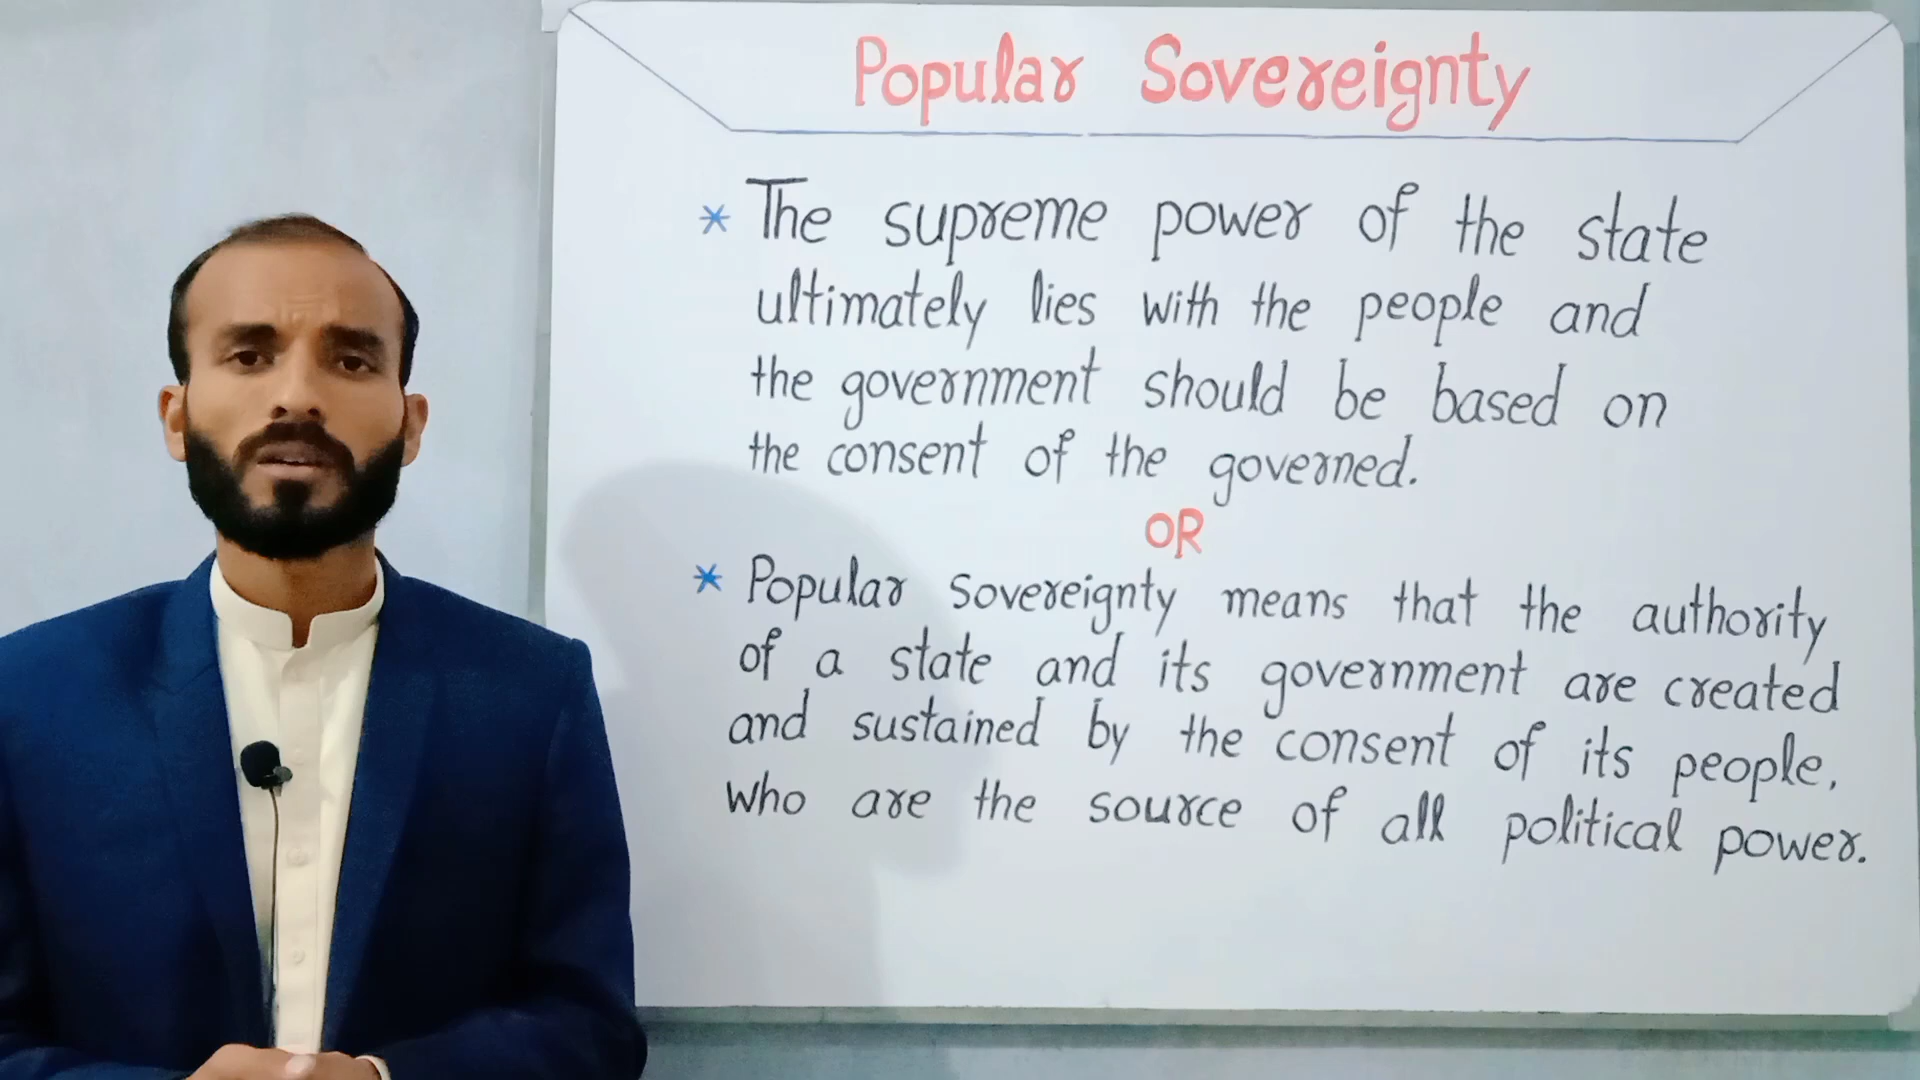 Popular Sovereignty
* The supreme power of the state
ultimately lies with the people and
the government should be based on
the consent of the governed.
OR
* Popular Sovereignty means that the authority
of a state and its government are created
and sustained by the consent of its people,
who are the source of all political power.